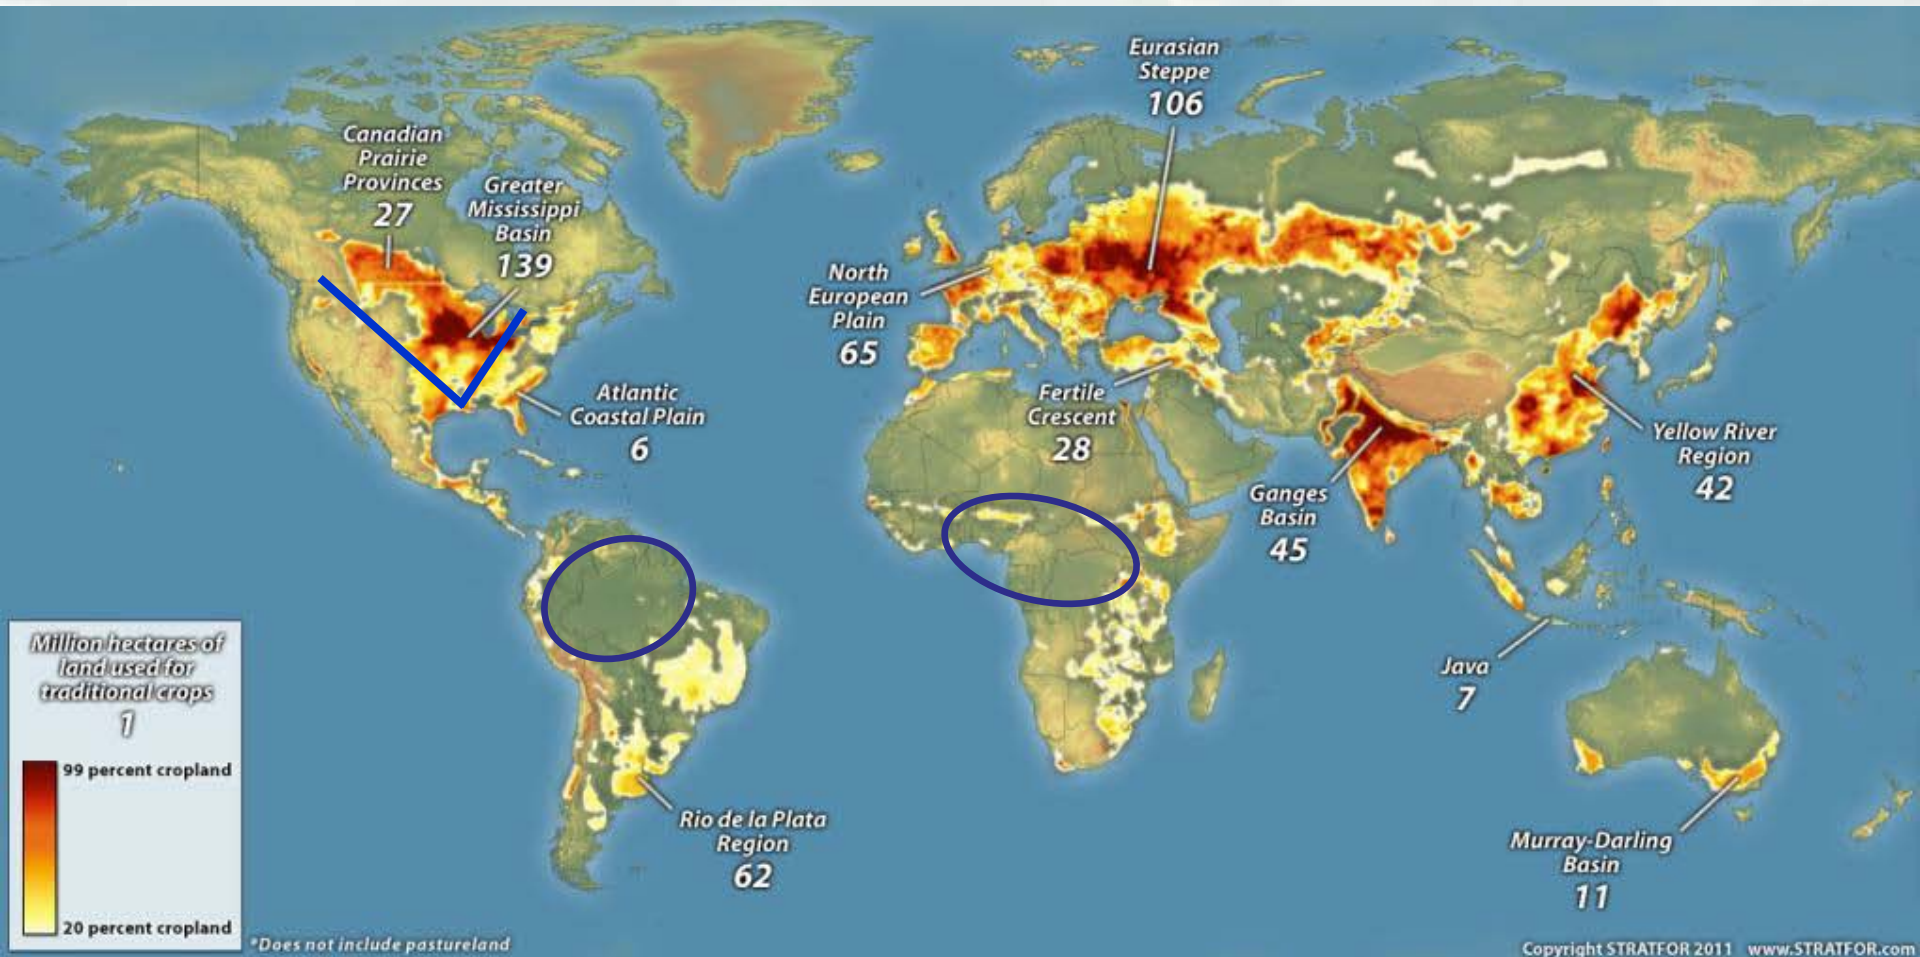 Canadian
Prairie
Provinces
27
Greater
Mississippi
Basin
139
Atlantic
Coastal Plain
6
Eurasian
Steppe
106
North
European
Plain
65
Fertile
Crescent
28
Ganges
Basin
45
Yellow River
Region
42
Java
7
Rio de la Plata
Region
62
Murray-Darling
Basin
11
Million hectares of
land used for
traditional crops
1
99 percent cropland
20 percent cropland
*Does not include pastureland
Copyright STRATFOR 2011 www.STRATFOR.com